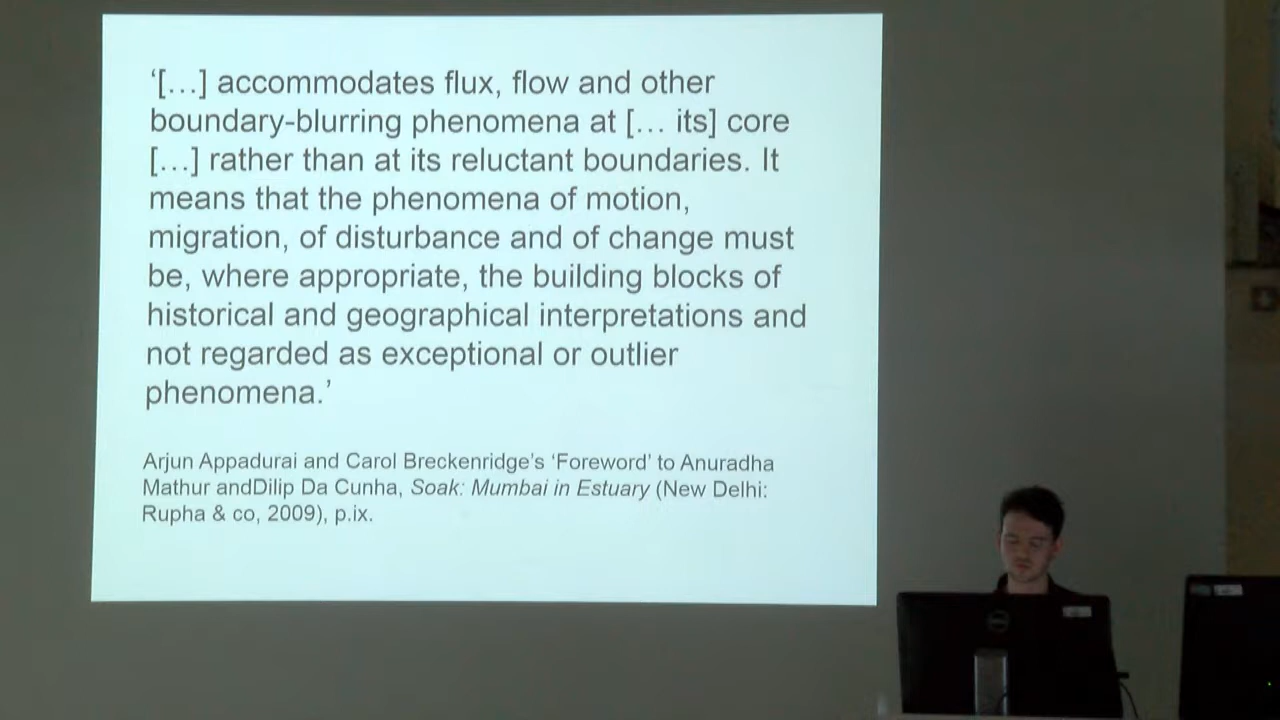 ‘[…] accommodates flux, flow and other
boundary-blurring phenomena at [… its] core
[…] rather than at its reluctant boundaries. It
means that the phenomena of motion,
migration, of disturbance and of change must
be, where appropriate, the building blocks of
historical and geographical interpretations and
not regarded as exceptional or outlier
phenomena.’
Arjun Appadurai and Carol Breckenridge’s ‘Foreword’ to Anuradha
Mathur andDilip Da Cunha, Soak: Mumbai in Estuary (New Delhi:
Rupha & co, 2009), p.ix.